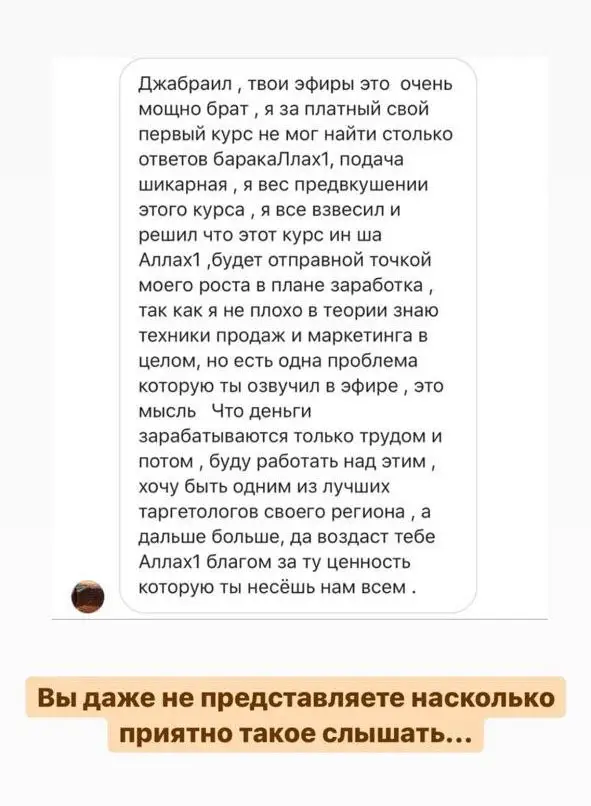 Джабраил , твои эфиры это  очень
мощно брат , я за платный свой
первый курс не мог найти столько
ответов баракаЛлах1, подача
шикарная , я вес предвкушении
этого курса , я все взвесил и
решил что этот курс ин ша
Аллах1 ,будет отправной точкой
моего роста в плане заработка ,
так как я не плохо в теории знаю
техники продаж и маркетинга в
целом, но есть одна проблема
которую ты озвучил в эфире , это
мысль   Что деньги
зарабатываются только трудом и
потом , буду работать над этим ,
хочу быть одним из лучших
таргетологов своего региона , а
дальше больше, да воздаст тебе
Аллах1 благом за ту ценность
которую ты несёшь нам всем .
Вы даже не представляете насколько
приятно такое слышать...